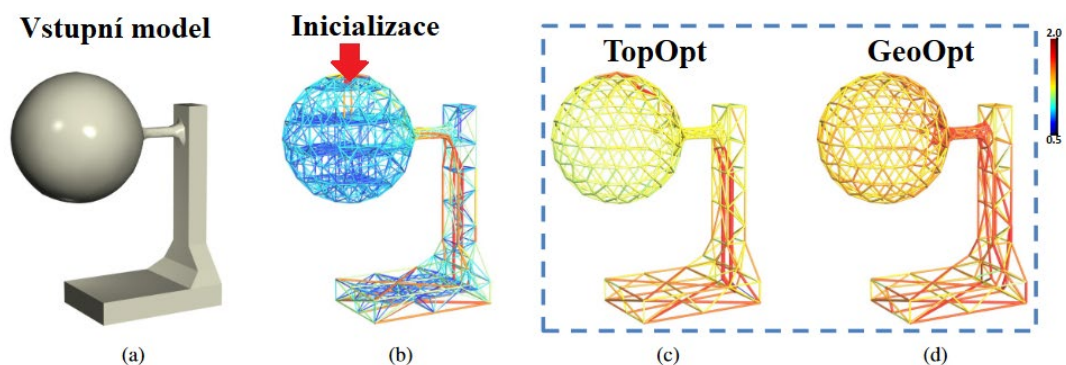 Vstupní model
Inicializace
TopOpt
GeoOpt
2.0
0.5
(a)
(b)
(c)
(d)